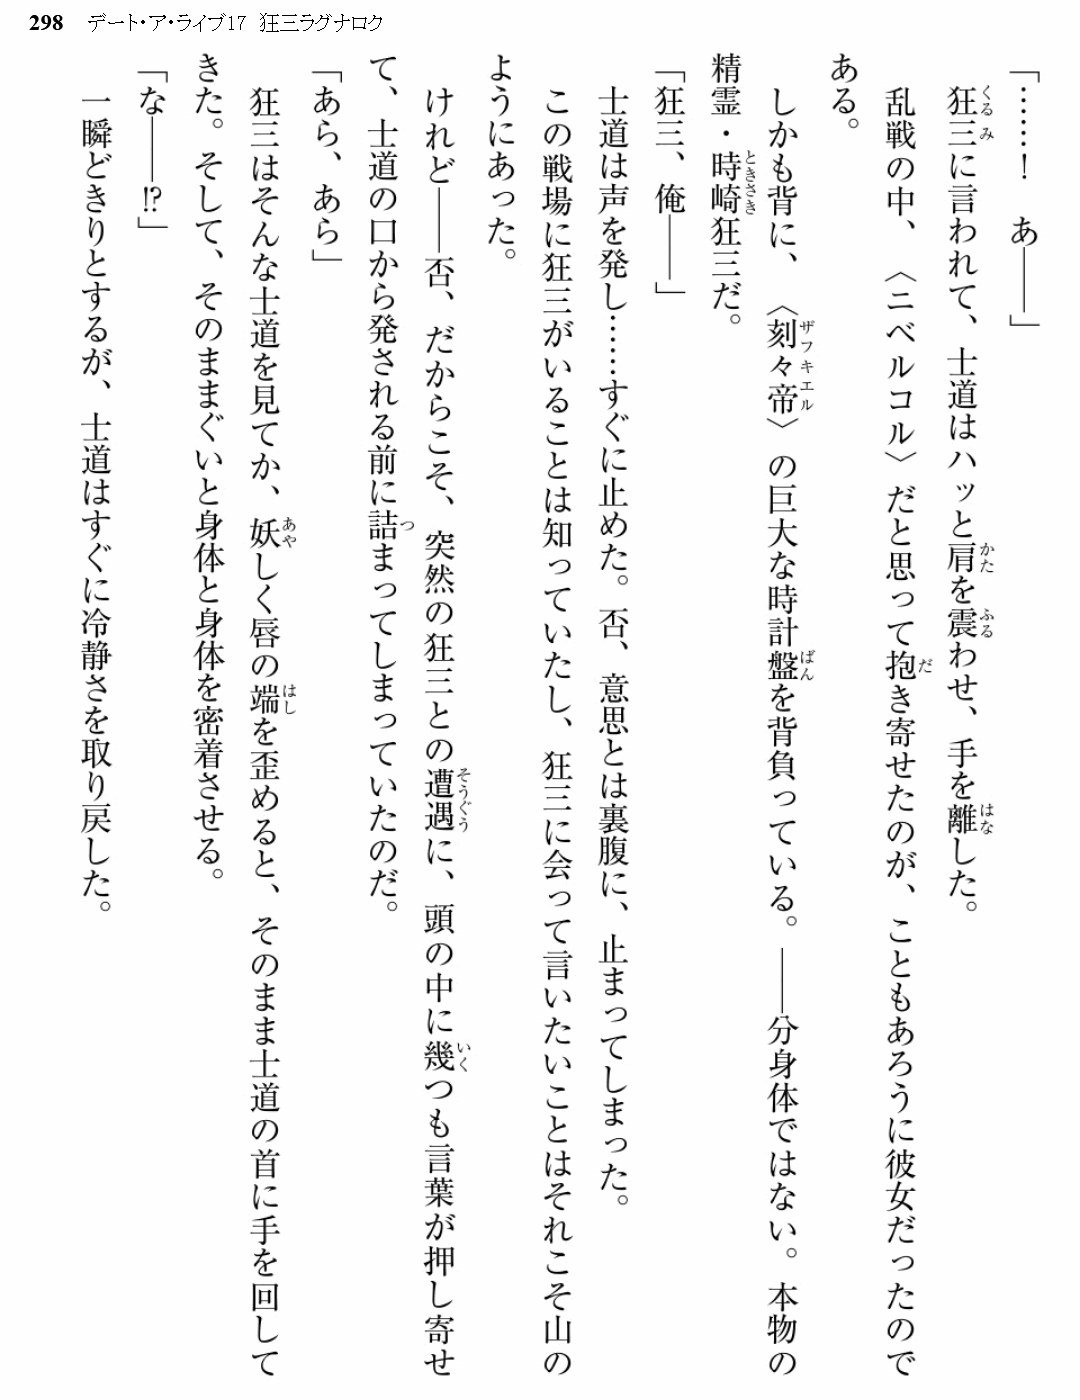 298 デート・ア・ライブ17 狂三ラグナロク
「……！　あ――」
狂三に言われて、士道はハッと肩を震わせ、手を離した。
乱戦の中、〈ニベルコル〉だと思って抱き寄せたのが、こともあろうに彼女だったので
ある。
しかも背に、〈刻々帝〉の巨大な時計盤を背負っている。――分身体ではない。本物の
精霊・時崎狂三だ。
「狂三、俺――」
士道は声を発し……すぐに止めた。否、意思とは裏腹に、止まってしまった。
この戦場に狂三がいることは知っていたし、狂三に会って言いたいことはそれこそ山の
ようにあった。
けれど――否、だからこそ、突然の狂三との遭遇に、頭の中に幾つも言葉が押し寄せ
て、士道の口から発される前に詰まってしまっていたのだ。
「あら、あら」
狂三はそんな士道を見てか、妖しく唇の端を歪めると、そのまま士道の首に手を回して
きた。そして、そのままぐいと身体と身体を密着させる。
「な――!?」
一瞬どきりとするが、士道はすぐに冷静さを取り戻した。